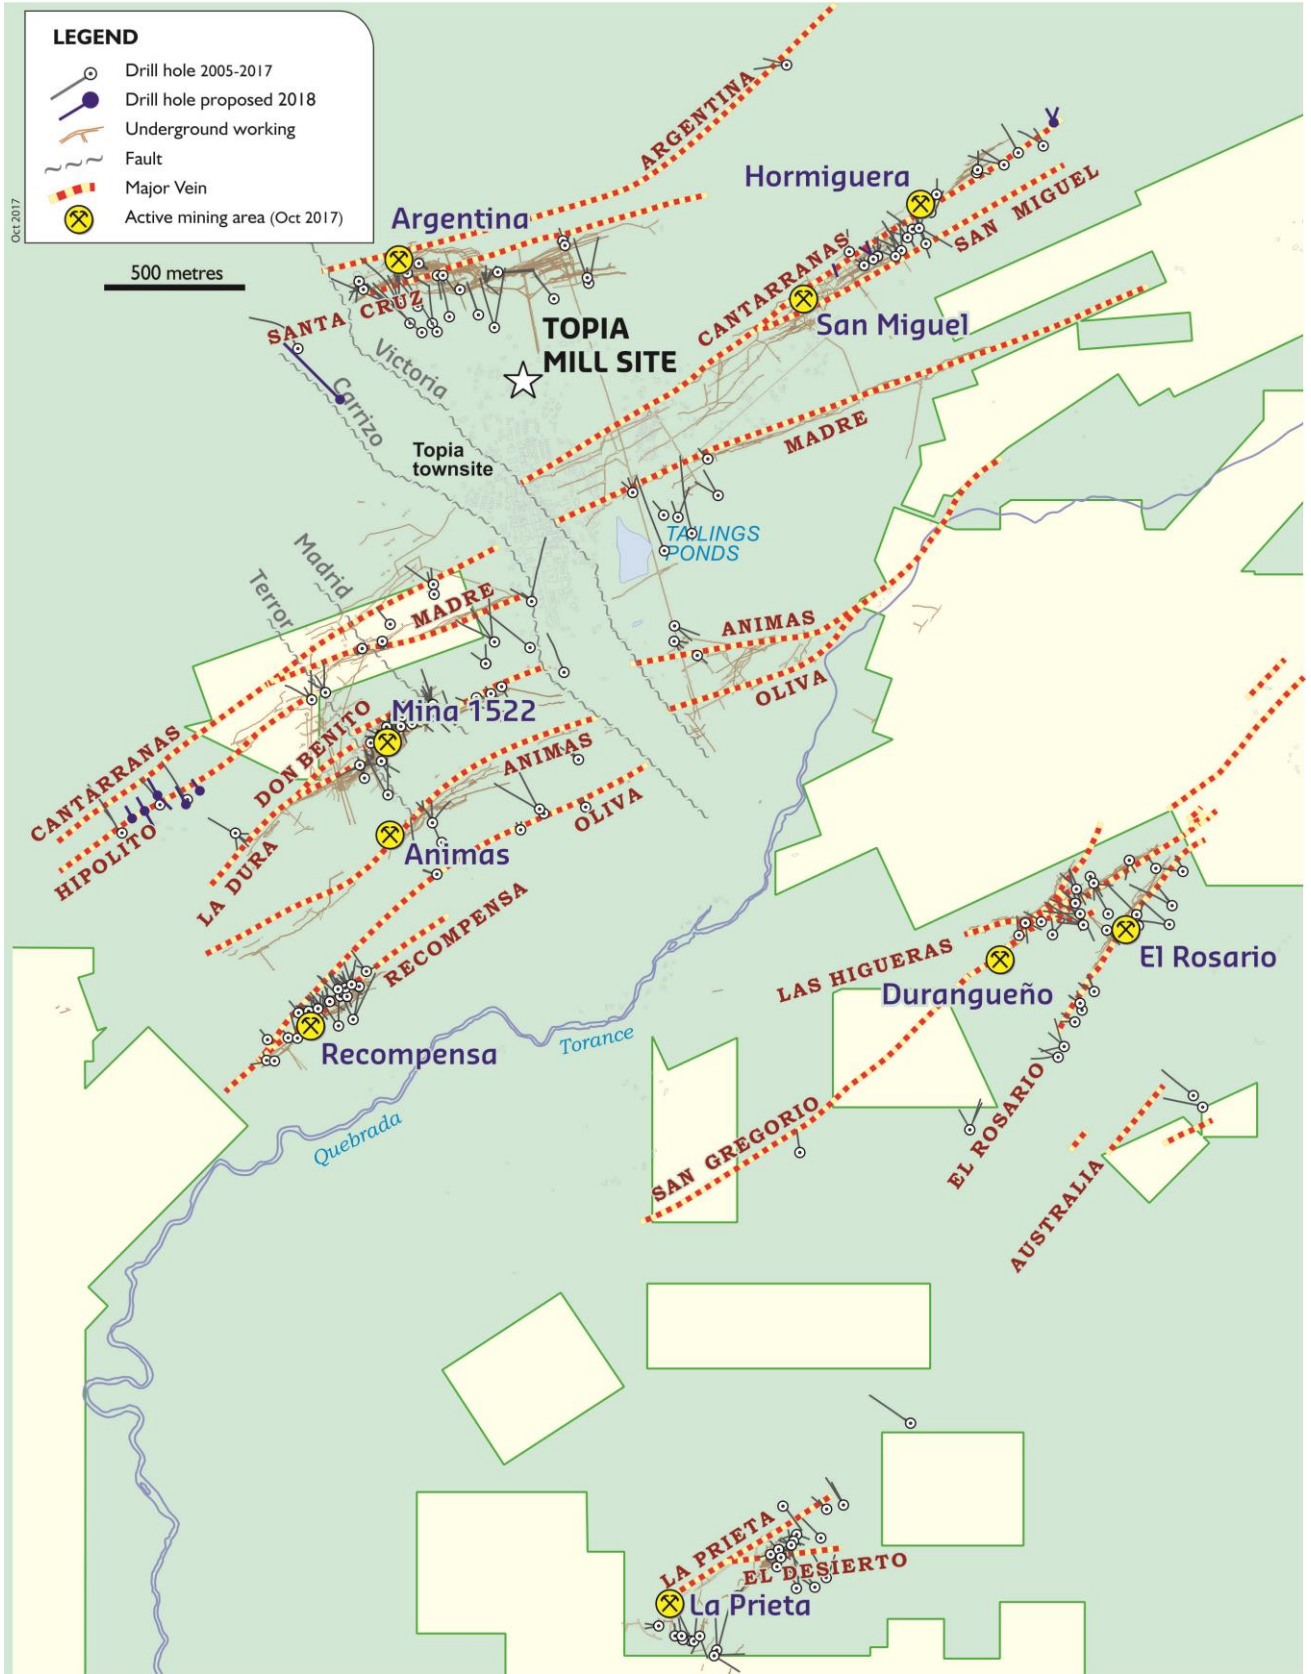 LEGEND
Drill hole 2005-2017
Drill hole proposed 2018
Underground working
Fault
Major Vein
Active mining area (Oct 2017)
Oct 2017
500 metres
ARGENTINA
Argentina
Hormiguera
SAN MIGUEL
CANTARRANAS
SANTA CRUZ
San Miguel
TOPIA
MILL SITE
Victoria
Carrizo
MADRE
Topia
townsite
TAILINGS
PONDS
Madrid
Terror
MADRE
ANIMAS
OLIVA
Mina 1522
DON BENITO
CANTARRANAS
ANIMAS
OLIVA
HIPOLITO
LA DURA
Animas
RECOMPENSA
LAS HIGUERAS
El Rosario
Durangueño
Recompensa
Torance
Quebrada
SAN GREGORIO
EL ROSARIO
AUSTRALIA
LA PRIETA
EL DESIERTO
La Prieta